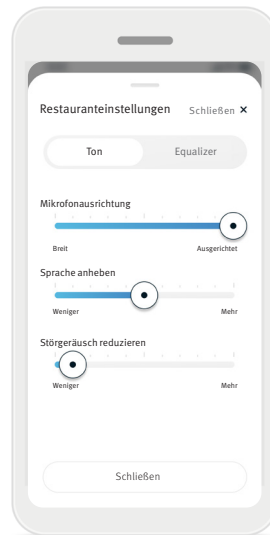 Restauranteinstellungen Schließen ×
Ton Equalizer
Mikrofonausrichtung
Breit Ausgerichtet
Sprache anheben
Weniger Mehr
Störgeräusch reduzieren
Weniger Mehr
Schließen